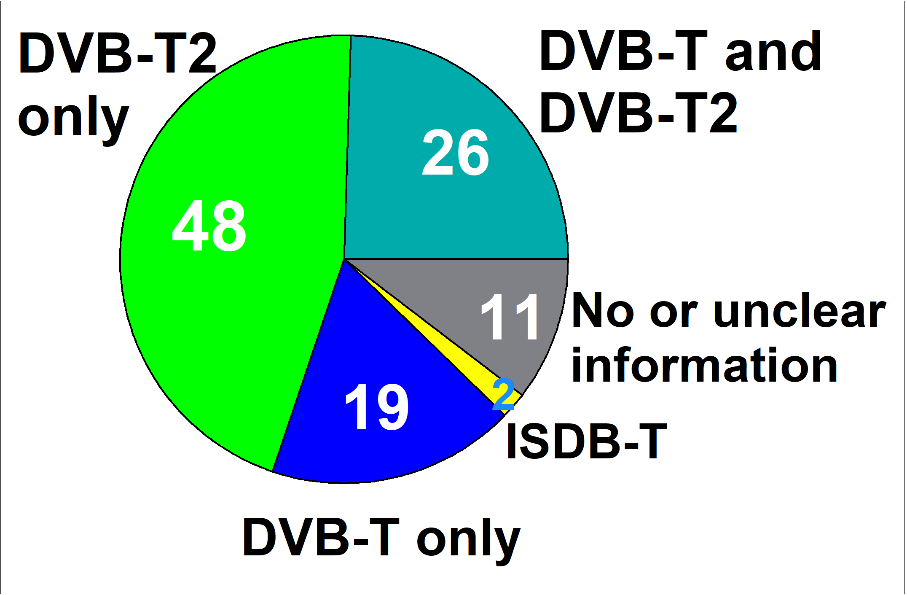 DVB-T2
only
DVB-T and
DVB-T2
26
48
11
No or unclear
information
2
19
ISDB-T
DVB-T only